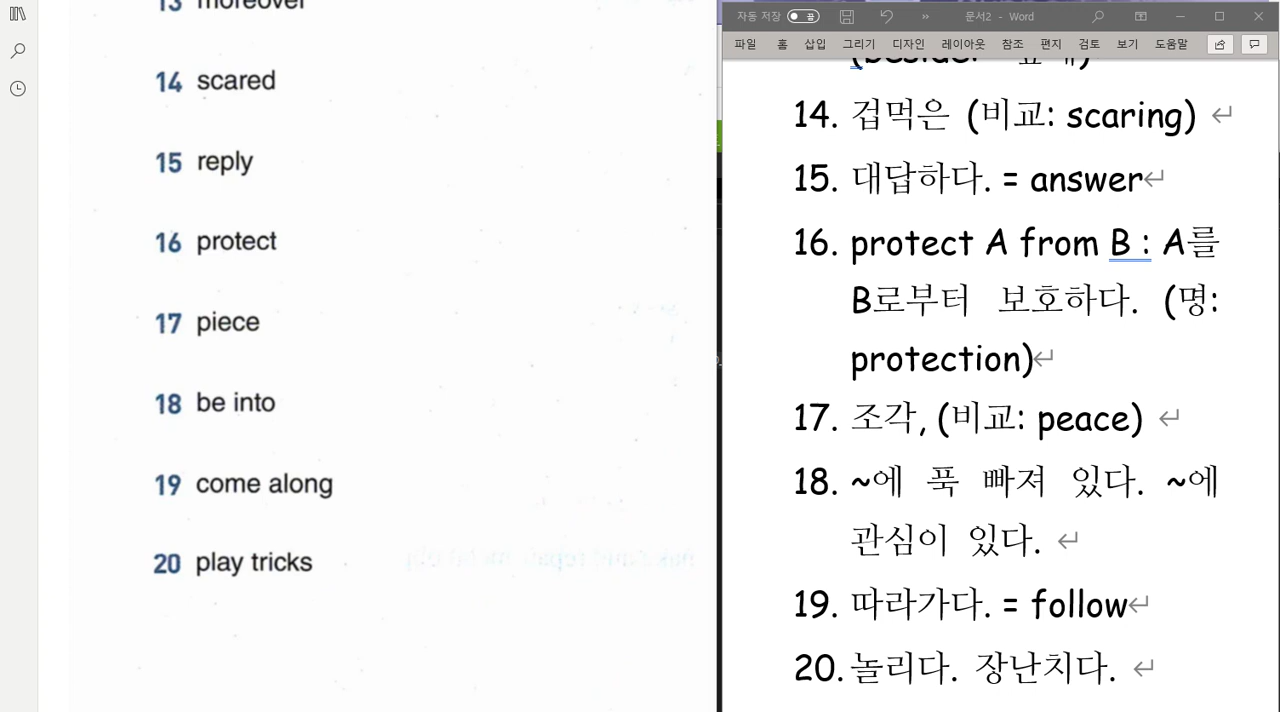 13 moreover
14 scared
15 reply
16 protect
17 piece
18 be into
19 come along
20 play tricks
자동 저장 끔 문서2 - Word
파일 홈 삽입 그리기 디자인 레이아웃 참조 편지 검토 보기 도움말
14. 겁먹은 (비교: scaring)
15. 대답하다. = answer
16. protect A from B : A를
B로부터 보호하다. (명:
protection)
17. 조각, (비교: peace)
18. ~에 푹 빠져 있다. ~에
관심이 있다.
19. 따라가다. = follow
20. 놀리다. 장난치다.